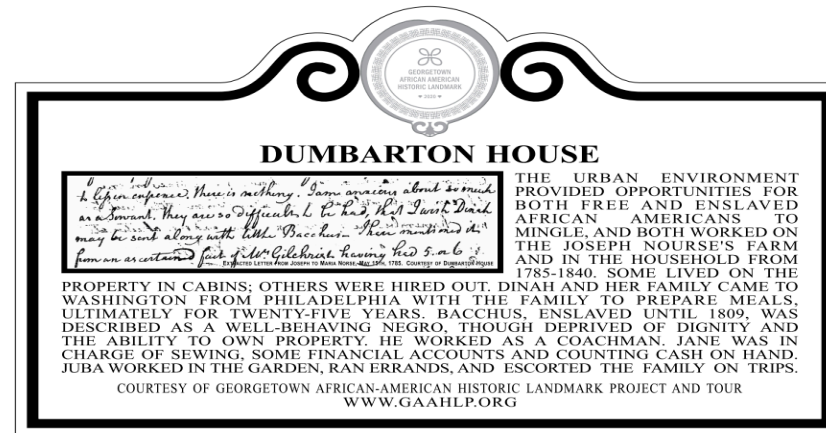 GEORGETOWN
AFRICAN AMERICAN
HISTORIC LANDMARK
2020
DUMBARTON HOUSE
to lessen expence, there is nothing I am anxious about so much
as a Servant, they are so difficult to be had, that I wish Dinah
may be sent along with little Bacchus. I have mentioned it
from an ascertained fact of Mrs Gilchrist having hed 5 or 6
EXTRACTED LETTER FROM JOSEPH TO MARIA NORSE, MAY 15TH, 1785. COURTESY OF DUMBARTON HOUSE
THE URBAN ENVIRONMENT
PROVIDED OPPORTUNITIES FOR
BOTH FREE AND ENSLAVED
AFRICAN AMERICANS TO
MINGLE, AND BOTH WORKED ON
THE JOSEPH NOURSE'S FARM
AND IN THE HOUSEHOLD FROM
1785-1840. SOME LIVED ON THE
PROPERTY IN CABINS; OTHERS WERE HIRED OUT. DINAH AND HER FAMILY CAME TO
WASHINGTON FROM PHILADELPHIA WITH THE FAMILY TO PREPARE MEALS,
ULTIMATELY FOR TWENTY-FIVE YEARS. BACCHUS, ENSLAVED UNTIL 1809, WAS
DESCRIBED AS A WELL-BEHAVING NEGRO, THOUGH DEPRIVED OF DIGNITY AND
THE ABILITY TO OWN PROPERTY. HE WORKED AS A COACHMAN. JANE WAS IN
CHARGE OF SEWING, SOME FINANCIAL ACCOUNTS AND COUNTING CASH ON HAND.
JUBA WORKED IN THE GARDEN, RAN ERRANDS, AND ESCORTED THE FAMILY ON TRIPS.
COURTESY OF GEORGETOWN AFRICAN-AMERICAN HISTORIC LANDMARK PROJECT AND TOUR
WWW.GAAHLP.ORG